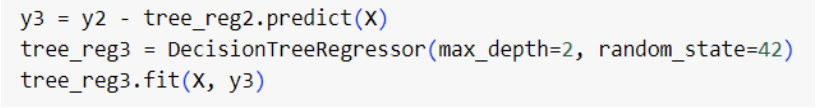 y3 = y2 - tree_reg2.predict(X)
tree_reg3 = DecisionTreeRegressor(max_depth=2, random_state=42)
tree_reg3.fit(X, y3)